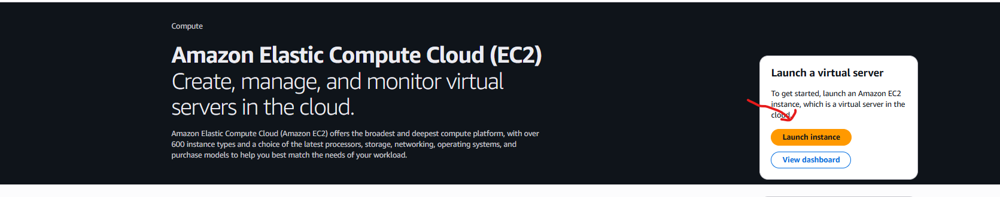 Compute
Amazon Elastic Compute Cloud (EC2)
Create, manage, and monitor virtual
servers in the cloud.
Amazon Elastic Compute Cloud (Amazon EC2) offers the broadest and deepest compute platform, with over
600 instance types and a choice of the latest processors, storage, networking, operating systems, and
purchase models to help you best match the needs of your workload.
Launch a virtual server
To get started, launch an Amazon EC2
instance, which is a virtual server in the
cloud.
Launch instance
View dashboard